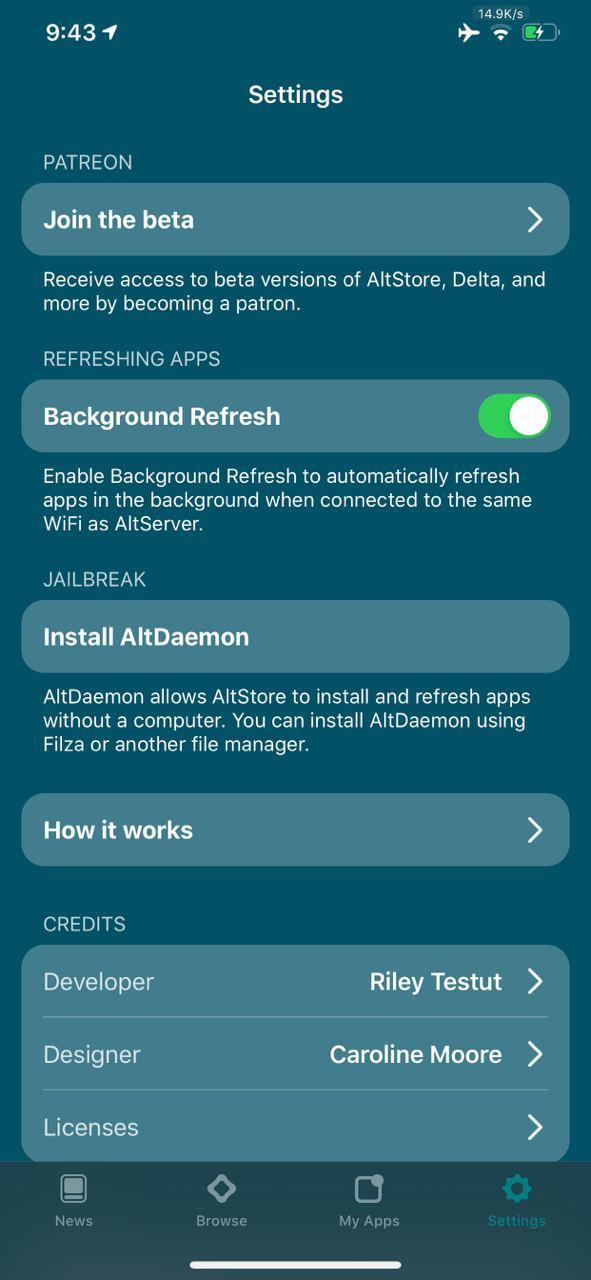 14.9K/s
9:43
Settings
PATREON
Join the beta
Receive access to beta versions of AltStore, Delta, and
more by becoming a patron.
REFRESHING APPS
Background Refresh
Enable Background Refresh to automatically refresh
apps in the background when connected to the same
WiFi as AltServer.
JAILBREAK
Install AltDaemon
AltDaemon allows AltStore to install and refresh apps
without a computer. You can install AltDaemon using
Filza or another file manager.
How it works
CREDITS
Developer Riley Testut
Designer Caroline Moore
Licenses
News Browse My Apps Settings